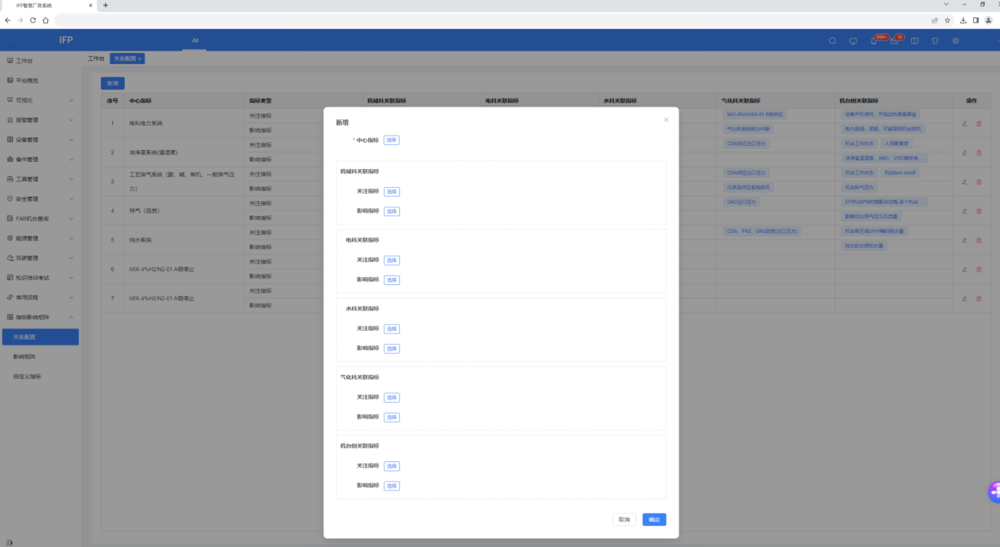 IFP智慧厂务系统
IFP
All
999+
16
工作台
平台概览
可视化
报警管理
设备管理
备件管理
工具管理
安全管理
FAB机台查询
能源管理
双碳管理
知识培训考试
常用流程
指标影响矩阵
关系配置
影响矩阵
自定义指标
工作台
关系配置
新增
序号 中心指标 指标类型 机械科关联指标 电科关联指标 水科关联指标 气化科关联指标 机台侧关联指标 操作
1 电科电力系统
关注指标 MIX-4%H2/N2-01 B侧供应 设备开机停机、开启加热源等事宜
影响指标 气化科系统电力中断 电力品质：颇率，可能导致机台宕机
2 洁净室系统(温湿度)
关注指标 CDA供应出口压力 机台工作状态 人员聚集度 ...
影响指标 洁净室温湿度、AMC、VOC等所有...
3 工艺排气系统（酸、碱、有机、一般排气压力）
关注指标 CDA供应出口压力 机台工作状态 机台turn on/off
影响指标 化学品供应系统排风 机台排气压力
4 特气（品质）
关注指标 GN2出口压力 EPI机台PM时需配合切瓶 多个机台...
影响指标 影响机台用气压力及流量
5 纯水系统
关注指标 CDA、PN2、GN2品质(出口压力) ... 机台各区域UPW瞬时耗水量
影响指标 纯水的水质和水量
6 MIX-4%H2/N2-01 A侧停止
关注指标
影响指标
7 MIX-4%H2/N2-01 A侧停止
关注指标
影响指标
新增
* 中心指标 选择
机械科关联指标
关注指标 选择
影响指标 选择
电科关联指标
关注指标 选择
影响指标 选择
水科关联指标
关注指标 选择
影响指标 选择
气化科关联指标
关注指标 选择
影响指标 选择
机台侧关联指标
关注指标 选择
影响指标 选择
取消 确定